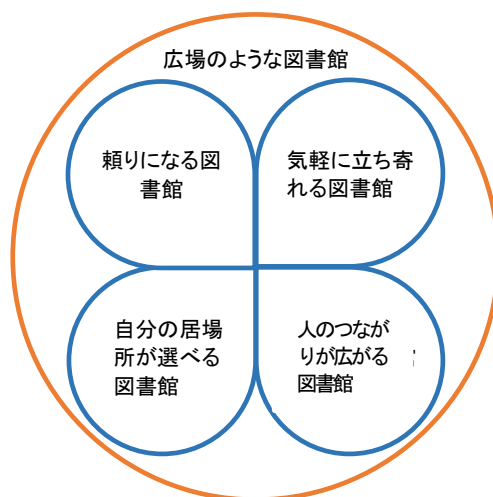 広場のような図書館
頼りになる図
書館
気軽に立ち寄
れる図書館
自分の居場
所が選べる
図書館
人のつなが
りが広がる
図書館